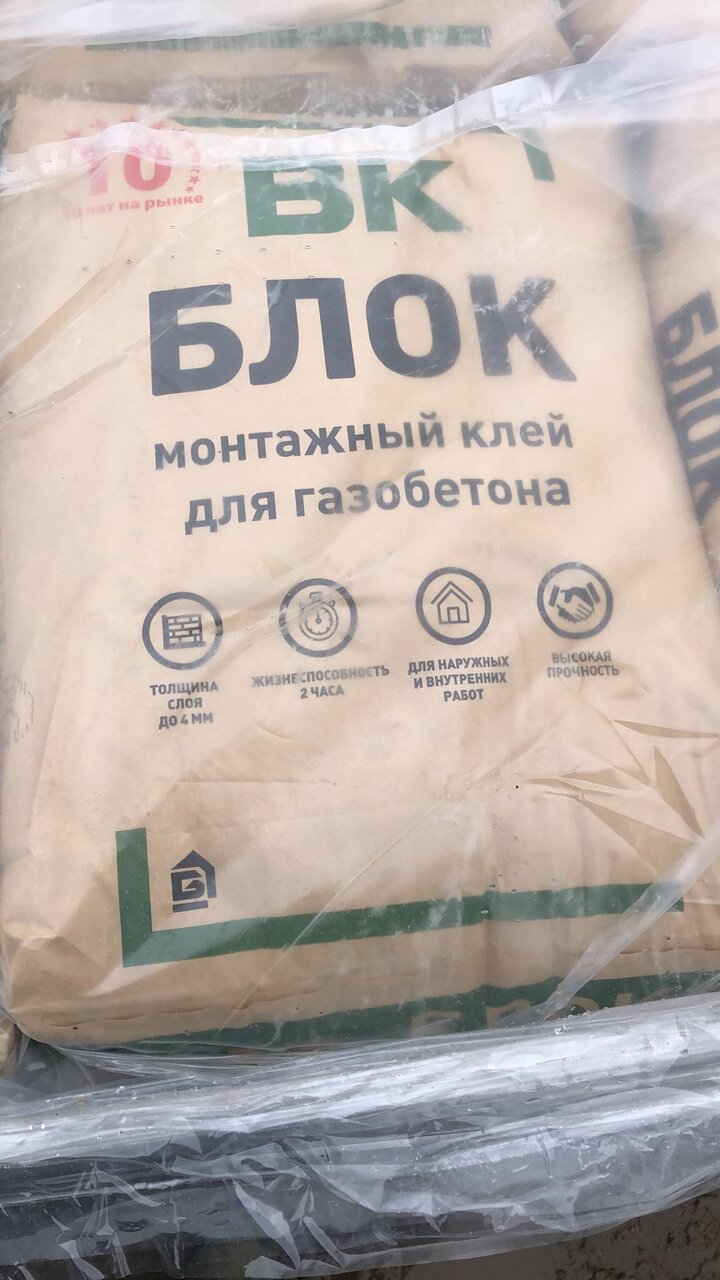 10
10 лет на рынке
ВК
БЛОК
монтажный клей
для газобетона
ТОЛЩИНА
СЛОЯ
ДО 4 ММ
ЖИЗНЕСПОСОБНОСТЬ
2 ЧАСА
ДЛЯ НАРУЖНЫХ
И ВНУТРЕННИХ
РАБОТ
ВЫСОКАЯ
ПРОЧНОСТЬ
Б
БЛОК